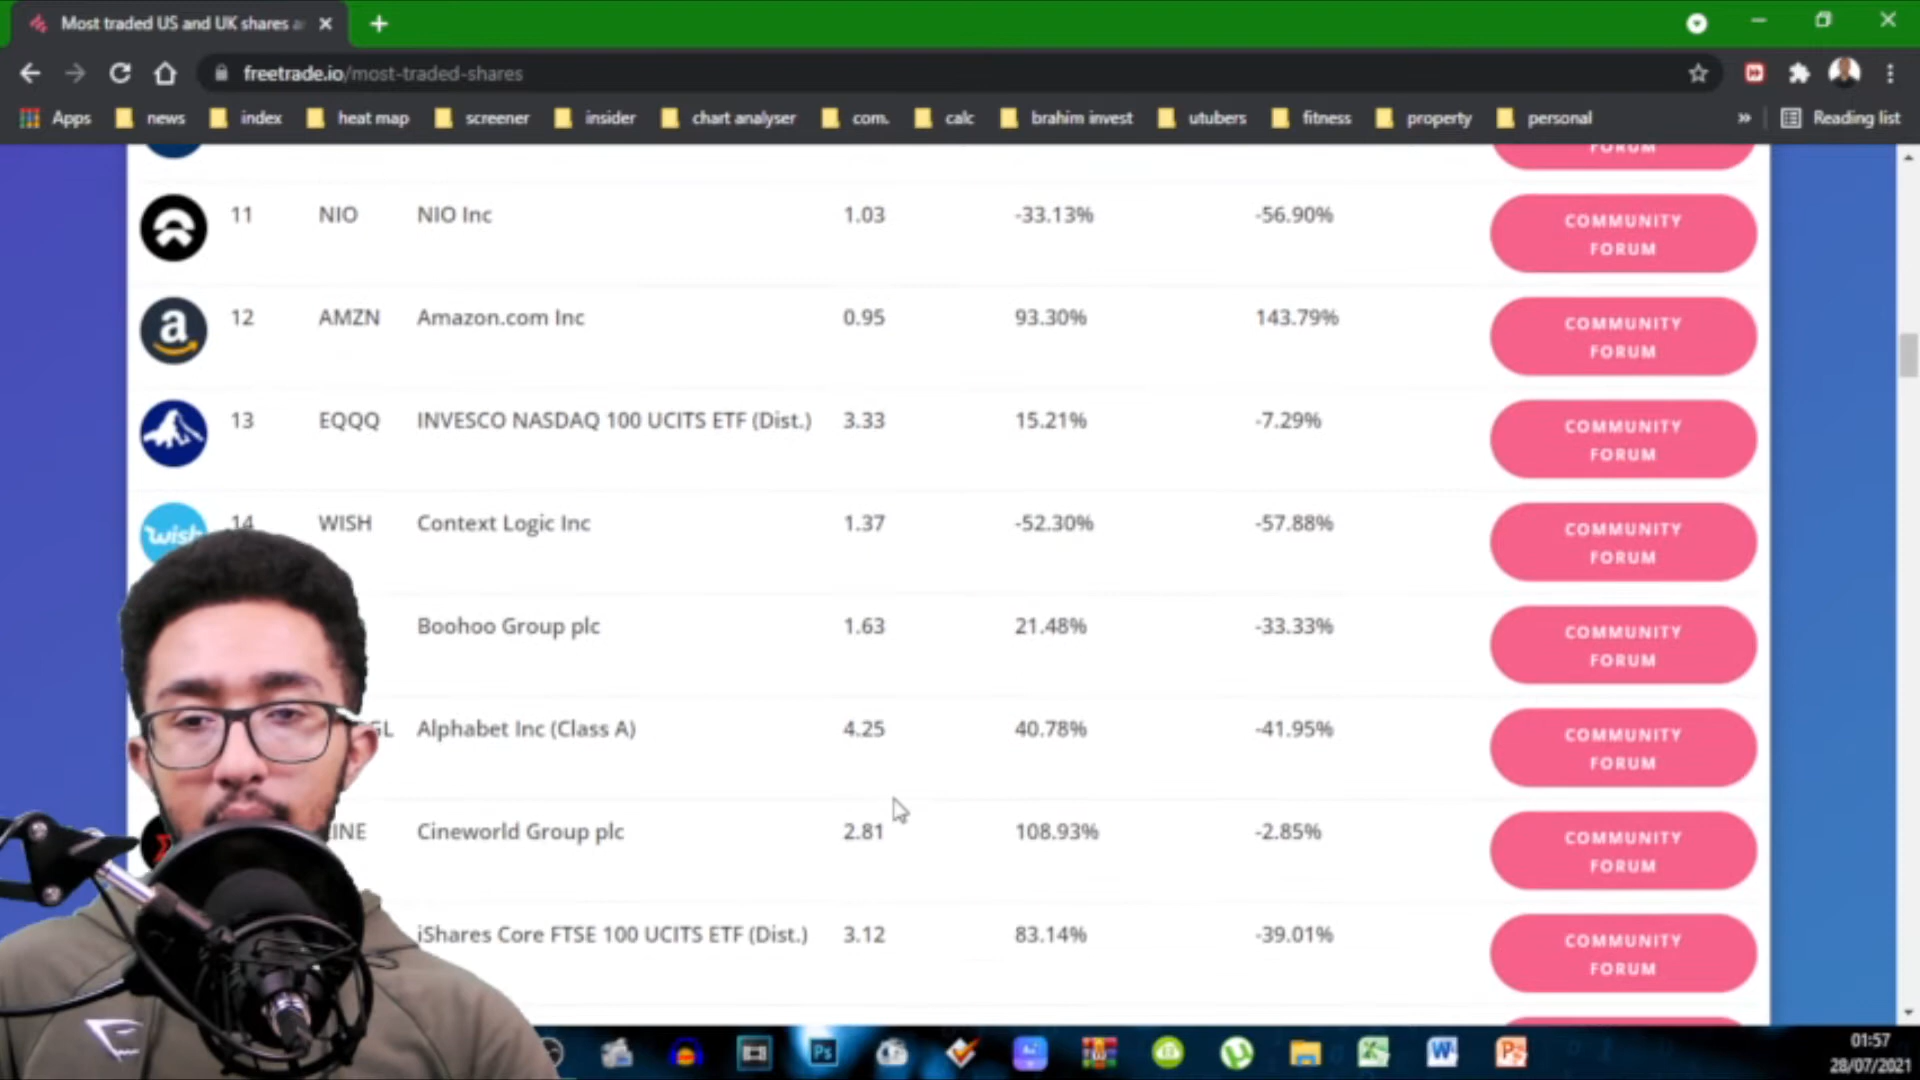 Most traded US and UK shares a
freetrade.io/most-traded-shares
Apps news index heat map screener insider chart analyser com. calc brahim invest utubers fitness property personal » Reading list
FORUM
11 NIO NIO Inc 1.03 -33.13% -56.90% COMMUNITY
FORUM
a 12 AMZN Amazon.com Inc 0.95 93.30% 143.79% COMMUNITY
FORUM
13 EQQQ INVESCO NASDAQ 100 UCITS ETF (Dist.) 3.33 15.21% -7.29% COMMUNITY
FORUM
wish 14 WISH Context Logic Inc 1.37 -52.30% -57.88% COMMUNITY
FORUM
Boohoo Group plc 1.63 21.48% -33.33% COMMUNITY
FORUM
GL Alphabet Inc (Class A) 4.25 40.78% -41.95% COMMUNITY
FORUM
INE Cineworld Group plc 2.81 108.93% -2.85% COMMUNITY
FORUM
iShares Core FTSE 100 UCITS ETF (Dist.) 3.12 83.14% -39.01% COMMUNITY
FORUM
Ps
01:57
28/07/2021